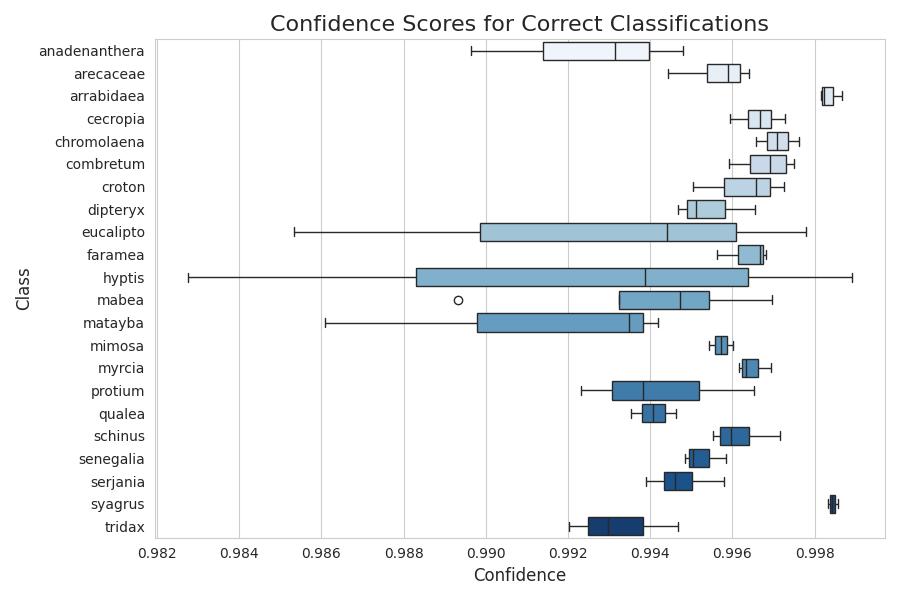 Confidence Scores for Correct Classifications
anadenanthera
arecaceae
arrabidaea
cecropia
chromolaena
combretum
croton
dipteryx
eucalipto
faramea
hyptis
mabea
matayba
mimosa
myrcia
protium
qualea
schinus
senegalia
serjania
syagrus
tridax
Class
0.982 0.984 0.986 0.988 0.990 0.992 0.994 0.996 0.998
Confidence